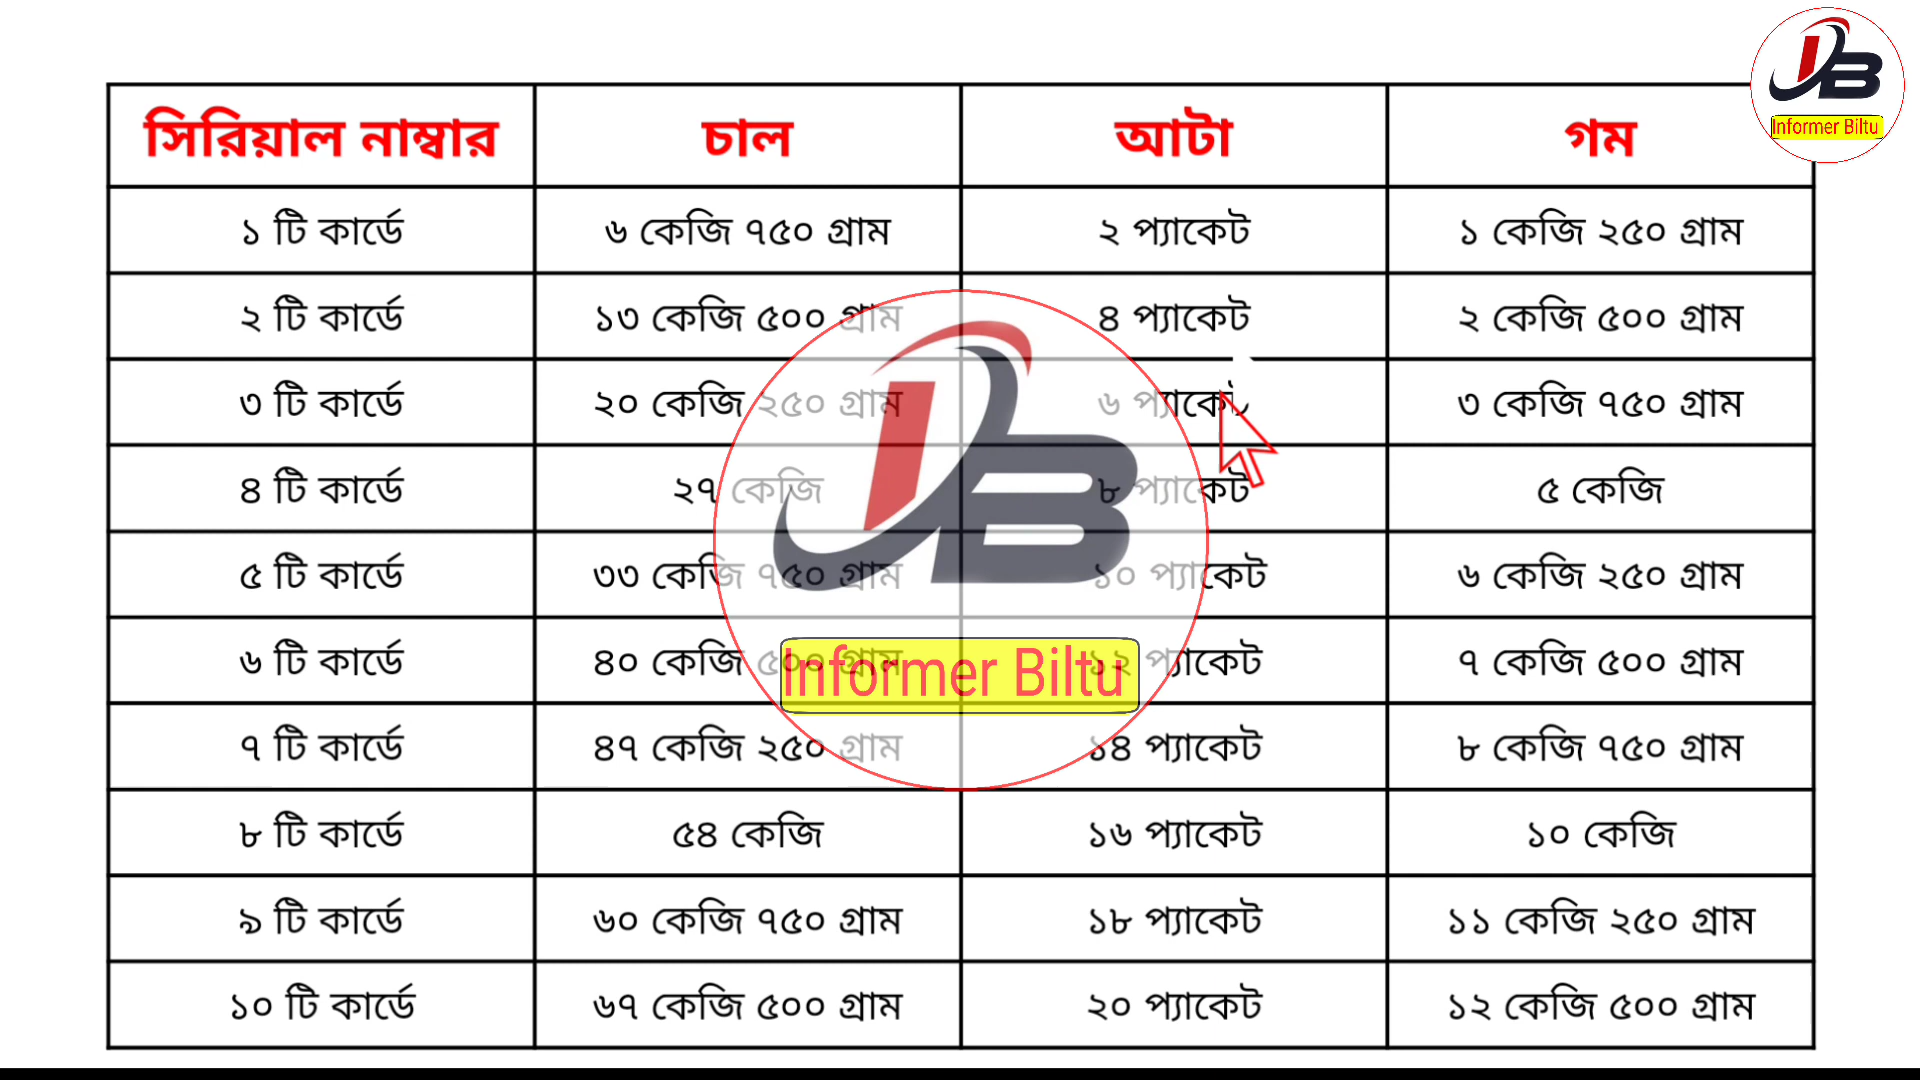 Informer Biltu
সিরিয়াল নাম্বার চাল আটা গম
১ টি কার্ডে ৬ কেজি ৭৫০ গ্রাম ২ প্যাকেট ১ কেজি ২৫০ গ্রাম
২ টি কার্ডে ১৩ কেজি ৫০০ গ্রাম ৪ প্যাকেট ২ কেজি ৫০০ গ্রাম
৩ টি কার্ডে ২০ কেজি ২৫০ গ্রাম ৬ প্যাকেট ৩ কেজি ৭৫০ গ্রাম
৪ টি কার্ডে ২৭ কেজি ৮ প্যাকেট ৫ কেজি
৫ টি কার্ডে ৩৩ কেজি ৭৫০ গ্রাম ১০ প্যাকেট ৬ কেজি ২৫০ গ্রাম
৬ টি কার্ডে ৪০ কেজি ৫০০ গ্রাম ১২ প্যাকেট ৭ কেজি ৫০০ গ্রাম
Informer Biltu
৭ টি কার্ডে ৪৭ কেজি ২৫০ গ্রাম ১৪ প্যাকেট ৮ কেজি ৭৫০ গ্রাম
৮ টি কার্ডে ৫৪ কেজি ১৬ প্যাকেট ১০ কেজি
৯ টি কার্ডে ৬০ কেজি ৭৫০ গ্রাম ১৮ প্যাকেট ১১ কেজি ২৫০ গ্রাম
১০ টি কার্ডে ৬৭ কেজি ৫০০ গ্রাম ২০ প্যাকেট ১২ কেজি ৫০০ গ্রাম